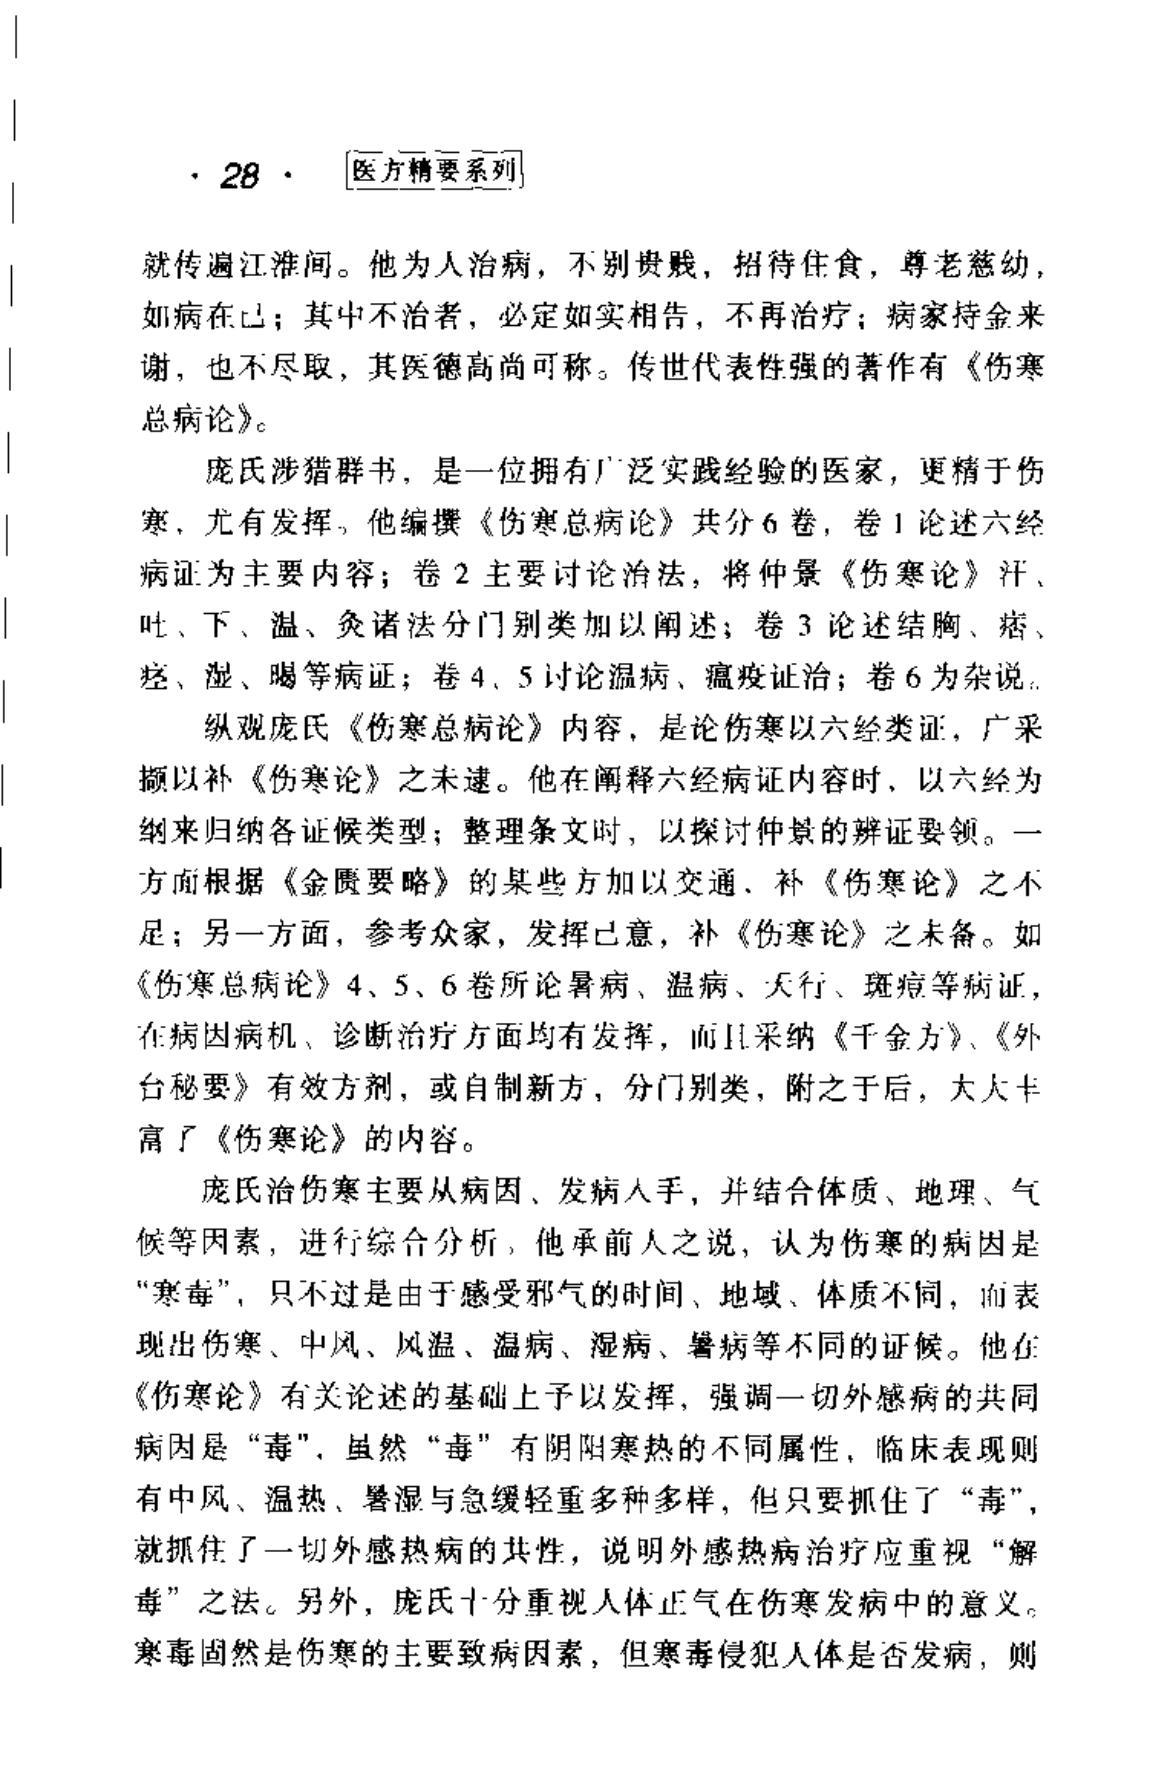 · 28 · 医方精要系列
就传遍江淮间。他为人治病，不别贵贱，招待住食，尊老慈幼，
如病在已；其中不治者，必定如实相告，不再治疗；病家持金来
谢，也不尽取，其医德高尚可称。传世代表性强的著作有《伤寒
总病论》。
庞氏涉猎群书，是一位拥有广泛实践经验的医家，更精于伤
寒，尤有发挥。他编撰《伤寒总病论》共分6卷，卷1论述六经
病证为主要内容；卷2主要讨论治法，将仲景《伤寒论》汗、
吐、下、温、灸诸法分门别类加以阐述；卷3论述结胸、痞、
痉、湿、暍等病证；卷4、5讨论温病、瘟疫证治；卷6为杂说。
纵观庞氏《伤寒总病论》内容，是论伤寒以六经类证，广采
撷以补《伤寒论》之未逮。他在阐释六经病证内容时，以六经为
纲来归纳各证候类型；整理条文时，以探讨仲景的辨证要领。一
方面根据《金匮要略》的某些方加以交通，补《伤寒论》之不
足；另一方面，参考众家，发挥已意，补《伤寒论》之未备。如
《伤寒总病论》4、5、6卷所论暑病、温病、天行、斑痘等病证，
在病因病机、诊断治疗方面均有发挥，而且采纳《千金方》、《外
台秘要》有效方剂，或自制新方，分门别类，附之于后，大大丰
富了《伤寒论》的内容。
庞氏治伤寒主要从病因、发病入手，并结合体质、地理、气
候等因素，进行综合分析。他承前人之说，认为伤寒的病因是
“寒毒”，只不过是由于感受邪气的时间、地域、体质不同，而表
现出伤寒、中风、风温、温病、湿病、暑病等不同的证候。他在
《伤寒论》有关论述的基础上予以发挥，强调一切外感病的共同
病因是“毒”，虽然“毒”有阴阳寒热的不同属性，临床表现则
有中风、温热、暑湿与急缓轻重多种多样，但只要抓住了“毒”，
就抓住了一切外感热病的共性，说明外感热病治疗应重视“解
毒”之法。另外，庞氏十分重视人体正气在伤寒发病中的意义。
寒毒固然是伤寒的主要致病因素，但寒毒侵犯人体是否发病，则